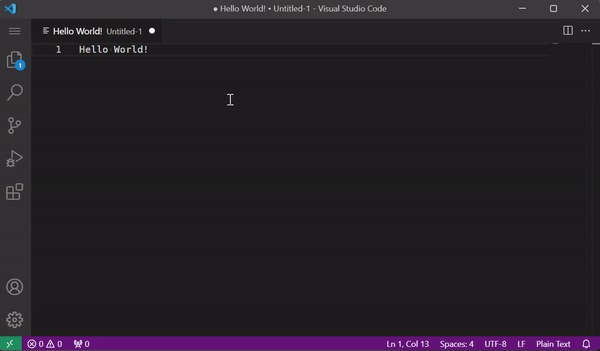 ● Hello World! • Untitled-1 - Visual Studio Code
Hello World! Untitled-1 ●
1 Hello World!
1
0 0 0 Ln 1, Col 13 Spaces: 4 UTF-8 LF Plain Text